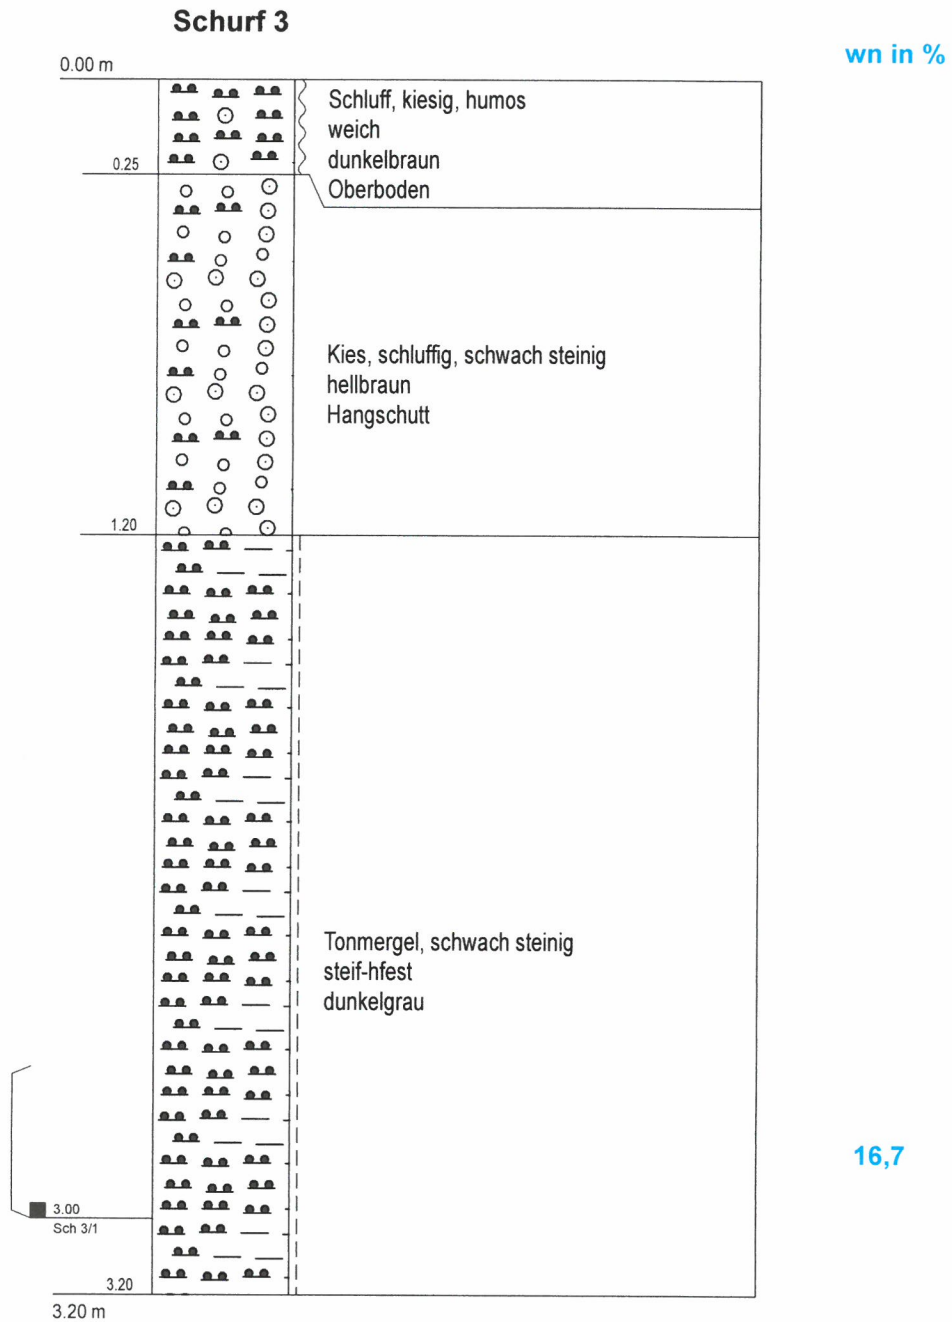 Schurf 3
wn in %
0.00 m
Schluff, kiesig, humos
weich
dunkelbraun
0.25
Oberboden
Kies, schluffig, schwach steinig
hellbraun
Hangschutt
1.20
Tonmergel, schwach steinig
steif-hfest
dunkelgrau
16,7
3.00
Sch 3/1
3.20
3.20 m